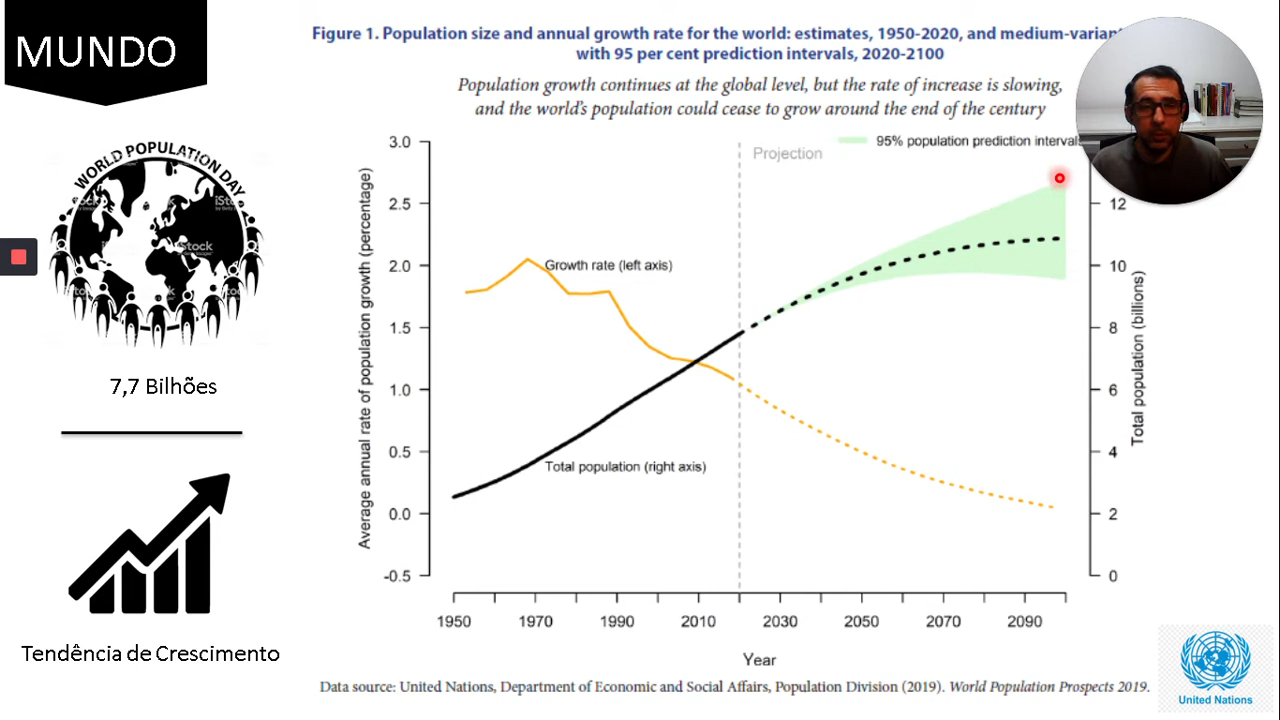 MUNDO
WORLD POPULATION DAY
iStock
iStock
7,7 Bilhões
Tendência de Crescimento
Figure 1. Population size and annual growth rate for the world: estimates, 1950-2020, and medium-variant
with 95 per cent prediction intervals, 2020-2100
Population growth continues at the global level, but the rate of increase is slowing,
and the world's population could cease to grow around the end of the century
Projection
95% population prediction intervals
Average annual rate of population growth (percentage)
3.0
2.5
2.0
1.5
1.0
0.5
0.0
-0.5
Growth rate (left axis)
Total population (right axis)
12
10
8
6
4
2
0
Total population (billions)
1950 1970 1990 2010 2030 2050 2070 2090
Year
Data source: United Nations, Department of Economic and Social Affairs, Population Division (2019). World Population Prospects 2019.
United Nations